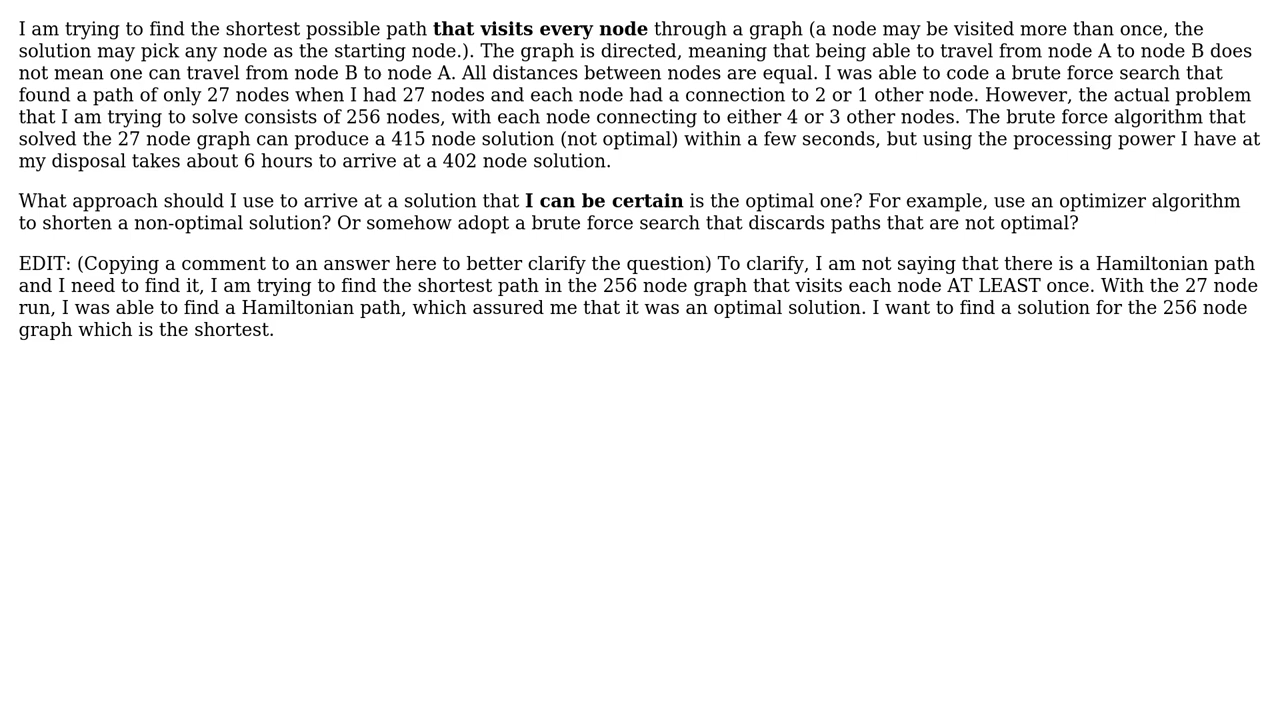 I am trying to find the shortest possible path that visits every node through a graph (a node may be visited more than once, the
solution may pick any node as the starting node.). The graph is directed, meaning that being able to travel from node A to node B does
not mean one can travel from node B to node A. All distances between nodes are equal. I was able to code a brute force search that
found a path of only 27 nodes when I had 27 nodes and each node had a connection to 2 or 1 other node. However, the actual problem
that I am trying to solve consists of 256 nodes, with each node connecting to either 4 or 3 other nodes. The brute force algorithm that
solved the 27 node graph can produce a 415 node solution (not optimal) within a few seconds, but using the processing power I have at
my disposal takes about 6 hours to arrive at a 402 node solution.
What approach should I use to arrive at a solution that I can be certain is the optimal one? For example, use an optimizer algorithm
to shorten a non-optimal solution? Or somehow adopt a brute force search that discards paths that are not optimal?
EDIT: (Copying a comment to an answer here to better clarify the question) To clarify, I am not saying that there is a Hamiltonian path
and I need to find it, I am trying to find the shortest path in the 256 node graph that visits each node AT LEAST once. With the 27 node
run, I was able to find a Hamiltonian path, which assured me that it was an optimal solution. I want to find a solution for the 256 node
graph which is the shortest.